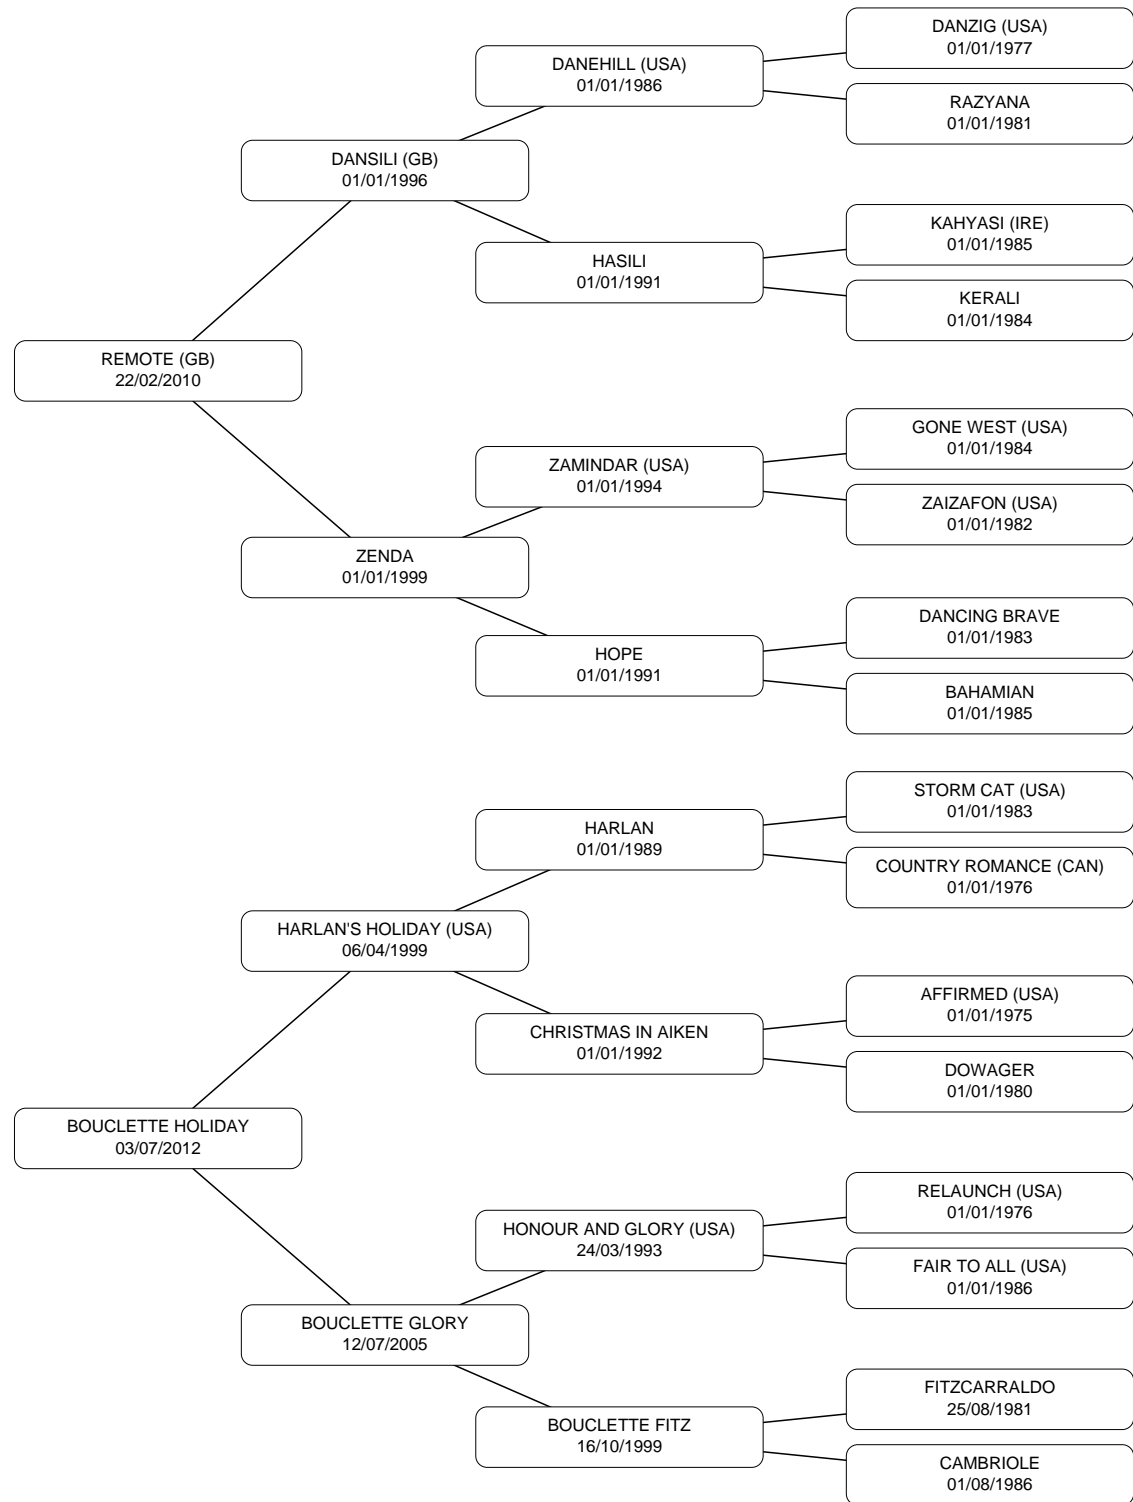 DANZIG (USA)
01/01/1977
DANEHILL (USA)
01/01/1986
RAZYANA
01/01/1981
DANSILI (GB)
01/01/1996
KAHYASI (IRE)
01/01/1985
HASILI
01/01/1991
KERALI
01/01/1984
REMOTE (GB)
22/02/2010
GONE WEST (USA)
01/01/1984
ZAMINDAR (USA)
01/01/1994
ZAIZAFON (USA)
01/01/1982
ZENDA
01/01/1999
DANCING BRAVE
01/01/1983
HOPE
01/01/1991
BAHAMIAN
01/01/1985
STORM CAT (USA)
01/01/1983
HARLAN
01/01/1989
COUNTRY ROMANCE (CAN)
01/01/1976
HARLAN'S HOLIDAY (USA)
06/04/1999
AFFIRMED (USA)
01/01/1975
CHRISTMAS IN AIKEN
01/01/1992
DOWAGER
01/01/1980
BOUCLETTE HOLIDAY
03/07/2012
RELAUNCH (USA)
01/01/1976
HONOUR AND GLORY (USA)
24/03/1993
FAIR TO ALL (USA)
01/01/1986
BOUCLETTE GLORY
12/07/2005
FITZCARRALDO
25/08/1981
BOUCLETTE FITZ
16/10/1999
CAMBRIOLE
01/08/1986